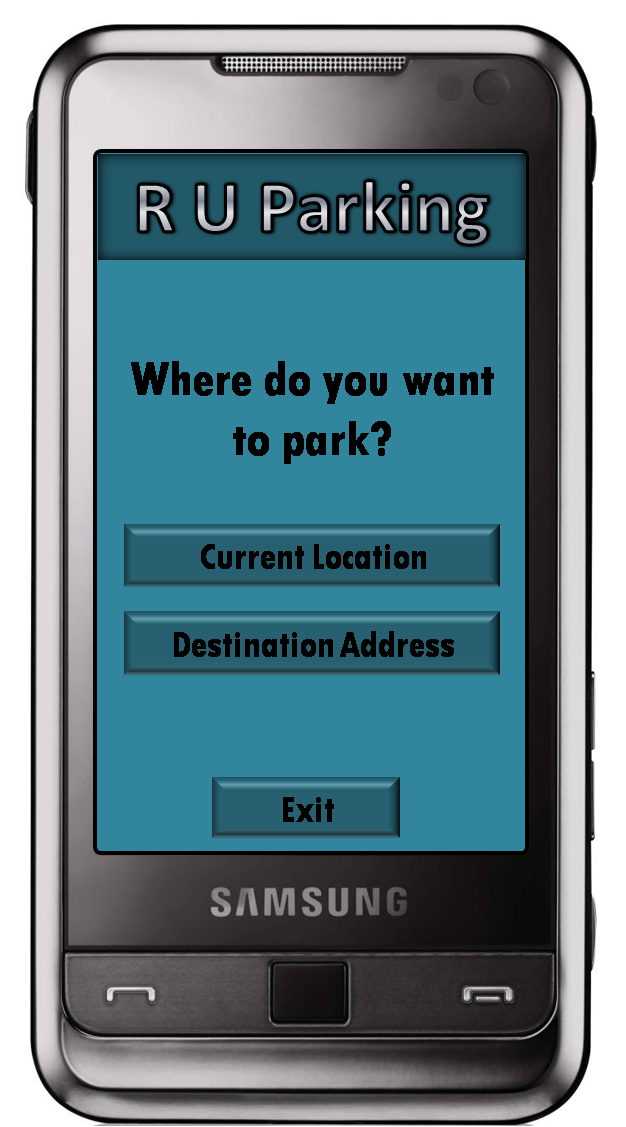 R U Parking
Where do you want
to park?
Current Location
Destination Address
Exit
SAMSUNG